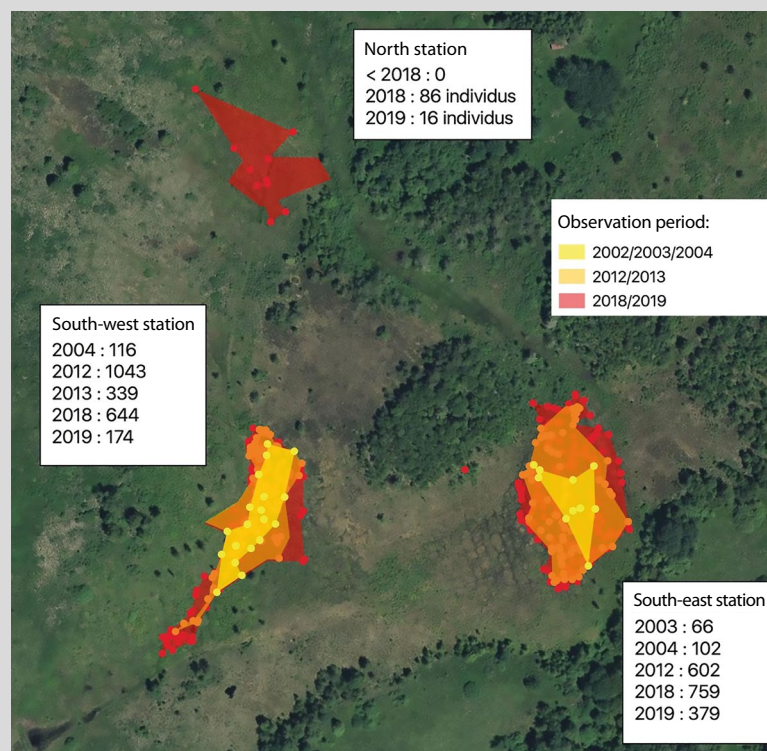 North station
< 2018 : 0
2018 : 86 individus
2019 : 16 individus
Observation period:
2002/2003/2004
2012/2013
2018/2019
South-west station
2004 : 116
2012 : 1043
2013 : 339
2018 : 644
2019 : 174
South-east station
2003 : 66
2004 : 102
2012 : 602
2018 : 759
2019 : 379